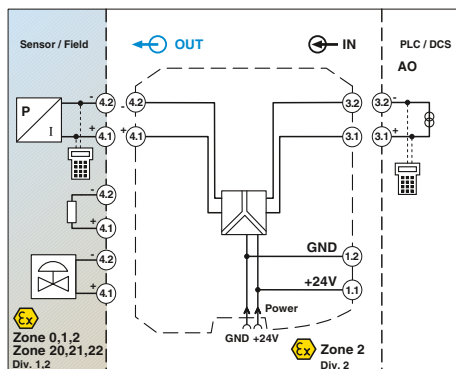 Sensor / Field
OUT
IN
PLC / DCS
AO
P
I
-
4.2
+
4.1
4.2
-
+
4.1
3.2
3.1
3.2
-
3.1
+
-
4.2
+
4.1
-
4.2
+
4.1
GND
1.2
+24V
1.1
Power
GND +24V
Ex
Zone 0,1,2
Zone 20,21,22
Div. 1,2
Ex
Zone 2
Div. 2